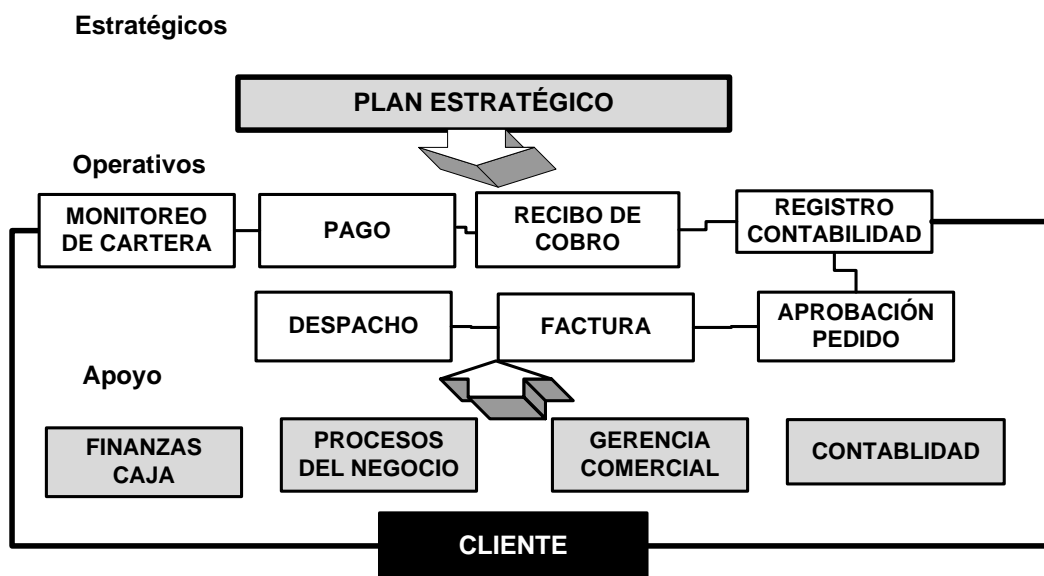 Estratégicos
PLAN ESTRATÉGICO
Operativos
MONITOREO
DE CARTERA
PAGO
RECIBO DE
COBRO
REGISTRO
CONTABILIDAD
DESPACHO
FACTURA
APROBACIÓN
PEDIDO
Apoyo
FINANZAS
CAJA
PROCESOS
DEL NEGOCIO
GERENCIA
COMERCIAL
CONTABLIDAD
CLIENTE